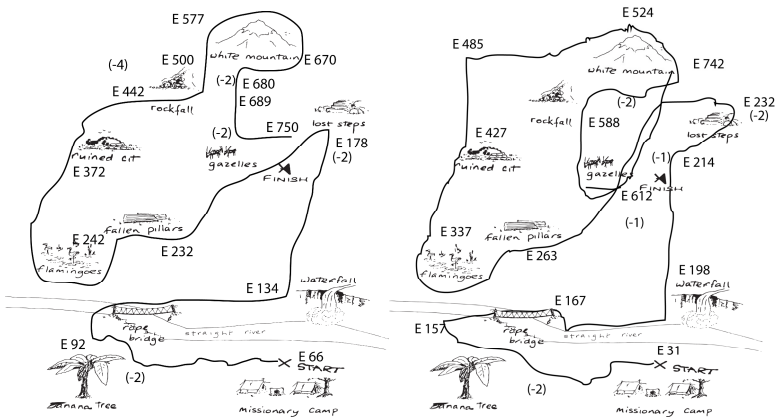 E 577
white mountain
E 670
E 500
(-4)
(-2)
E 680
E 689
E 442
rockfall
lost steps
(-2)
E 750
E 178
(-2)
ruined cit
gazelles
FINISH
E 372
fallen pillars
E 242
E 232
flamingoes
waterfall
E 134
rope
bridge
straight river
E 92
E 66
START
(-2)
banana tree
missionary camp
E 524
E 485
white mountain
E 742
(-2)
E 232
(-2)
rockfall
E 588
lost steps
E 427
ruined cit
gazelles
(-1)
E 214
FINISH
E 612
(-1)
E 337
fallen pillars
E 263
flamingoes
E 198
waterfall
E 167
E 157
rope
bridge
straight river
E 31
START
(-2)
banana tree
missionary camp